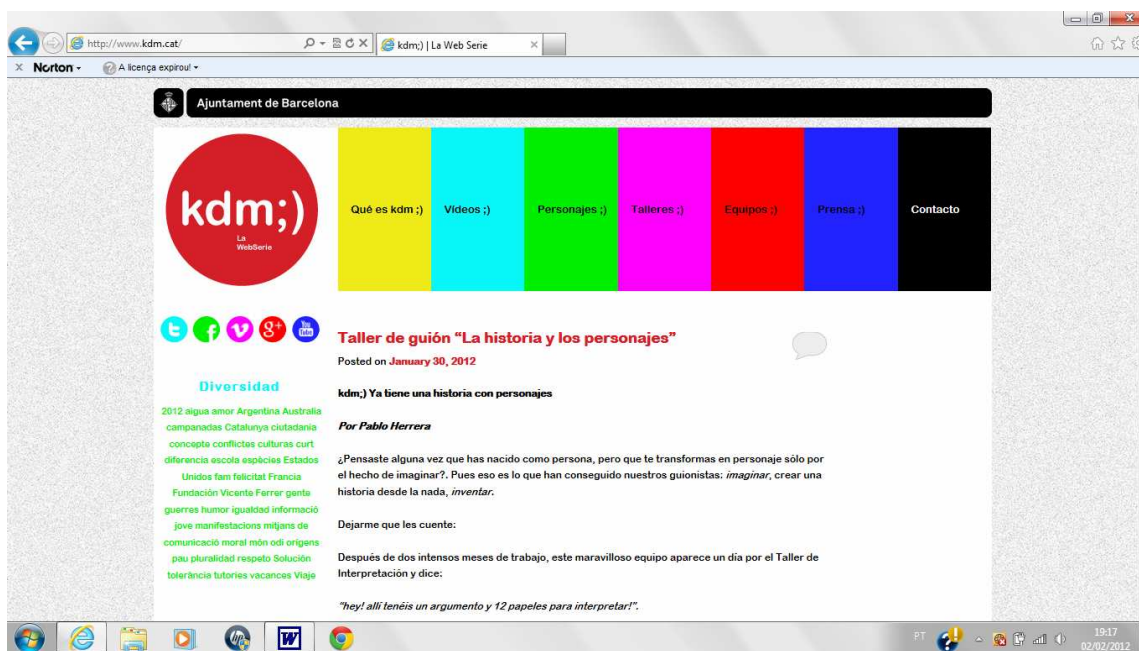 http://www.kdm.cat/
kdm;) | La Web Serie
Norton
A licença expirou!
Ajuntament de Barcelona
kdm;)
La
WebSerie
Qué es kdm ;) Vídeos ;) Personajes ;) Talleres ;) Equipos ;) Prensa ;) Contacto
Taller de guión “La historia y los personajes”
Posted on January 30, 2012
kdm;) Ya tiene una historia con personajes
Por Pablo Herrera
¿Pensaste alguna vez que has nacido como persona, pero que te transformas en personaje sólo por
el hecho de imaginar?. Pues eso es lo que han conseguido nuestros guionistas: imaginar, crear una
historia desde la nada, inventar.
Dejarme que les cuente:
Después de dos intensos meses de trabajo, este maravilloso equipo aparece un día por el Taller de
Interpretación y dice:
"hey! allí tenéis un argumento y 12 papeles para interpretar!".
Diversidad
2012 aigua amor Argentina Australia
campanadas Catalunya ciutadania
concepte conflictes culturas curt
diferencia escola espècies Estados
Unidos fam felicitat Francia
Fundación Vicente Ferrer gente
guerres humor igualdad informació
jove manifestacions mitjans de
comunicació moral món odi orígens
pau pluralidad respeto Solución
tolerància tutories vacances Viaje
PT
19:17
02/02/2012